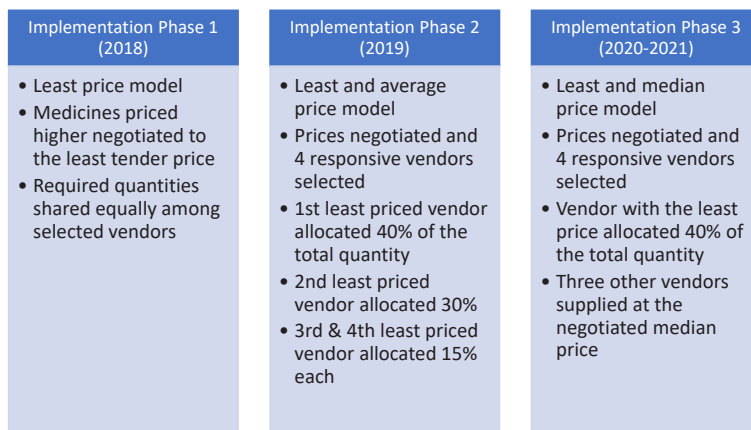 Implementation Phase 1
(2018)
• Least price model
• Medicines priced
higher negotiated to
the least tender price
• Required quantities
shared equally among
selected vendors
Implementation Phase 2
(2019)
• Least and average
price model
• Prices negotiated and
4 responsive vendors
selected
• 1st least priced vendor
allocated 40% of the
total quantity
• 2nd least priced
vendor allocated 30%
• 3rd & 4th least priced
vendor allocated 15%
each
Implementation Phase 3
(2020-2021)
• Least and median
price model
• Prices negotiated and
4 responsive vendors
selected
• Vendor with the least
price allocated 40% of
the total quantity
• Three other vendors
supplied at the
negotiated median
price